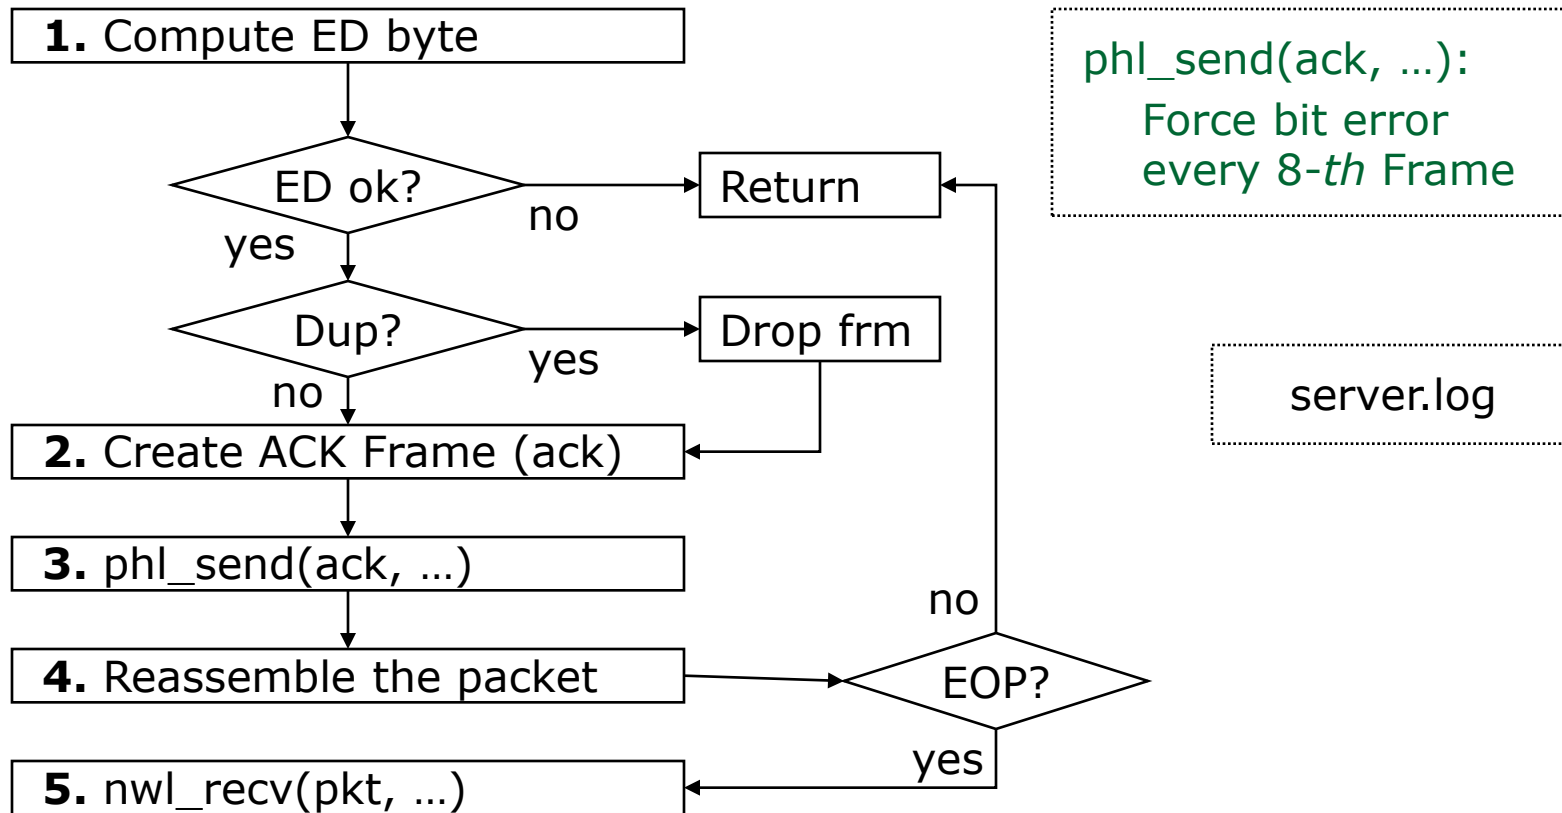 1. Compute ED byte
phl_send(ack, …):
Force bit error
every 8-th Frame
ED ok?
Return
no
yes
Dup?
Drop frm
yes
no
server.log
2. Create ACK Frame (ack)
3. phl_send(ack, …)
no
4. Reassemble the packet
EOP?
yes
5. nwl_recv(pkt, …)